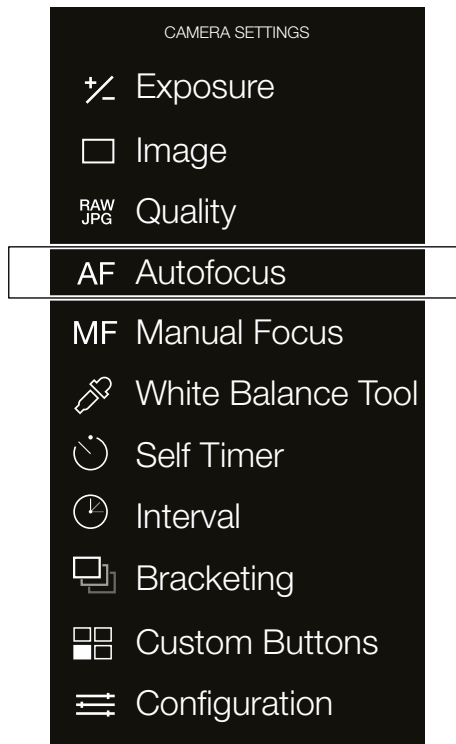 CAMERA SETTINGS
+/- Exposure
Image
RAW
JPG Quality
AF Autofocus
MF Manual Focus
White Balance Tool
Self Timer
Interval
Bracketing
Custom Buttons
Configuration